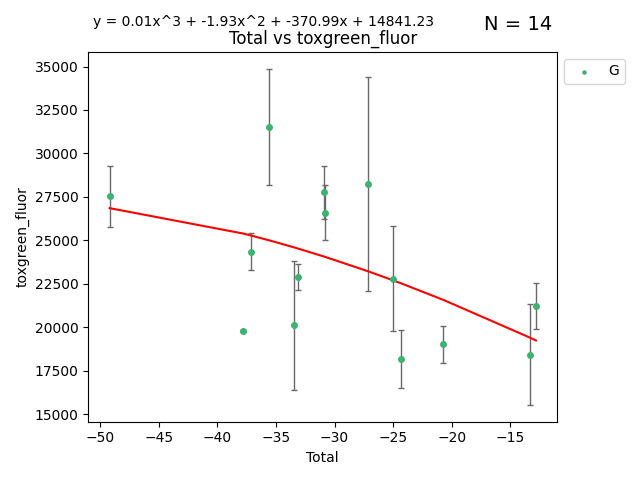 y = 0.01x^3 + -1.93x^2 + -370.99x + 14841.23
N = 14
Total vs toxgreen_fluor
G
35000
32500
30000
27500
25000
22500
20000
17500
15000
toxgreen_fluor
−50
−45
−40
−35
−30
−25
−20
−15
Total